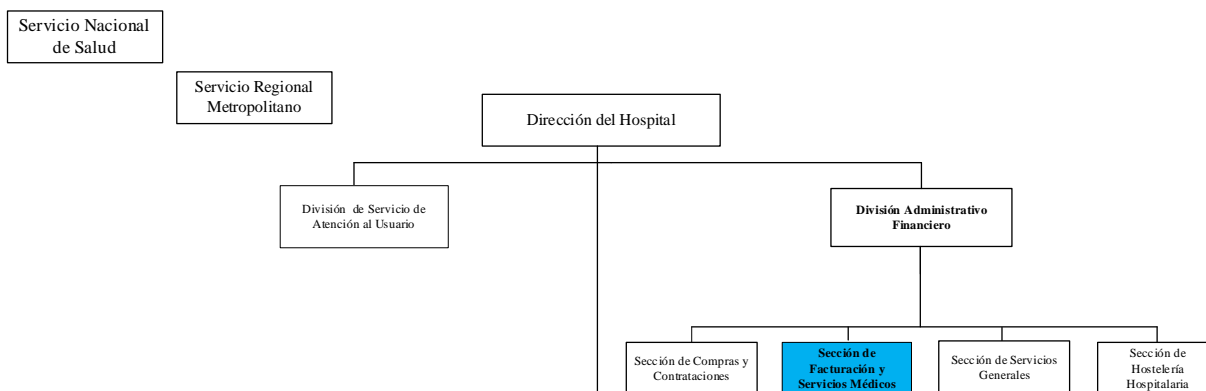 Servicio Nacional
de Salud
Servicio Regional
Metropolitano
Dirección del Hospital
División de Servicio de
Atención al Usuario
División Administrativo
Financiero
Sección de Compras y
Contrataciones
Sección de
Facturación y
Servicios Médicos
Sección de Servicios
Generales
Sección de
Hostelería
Hospitalaria